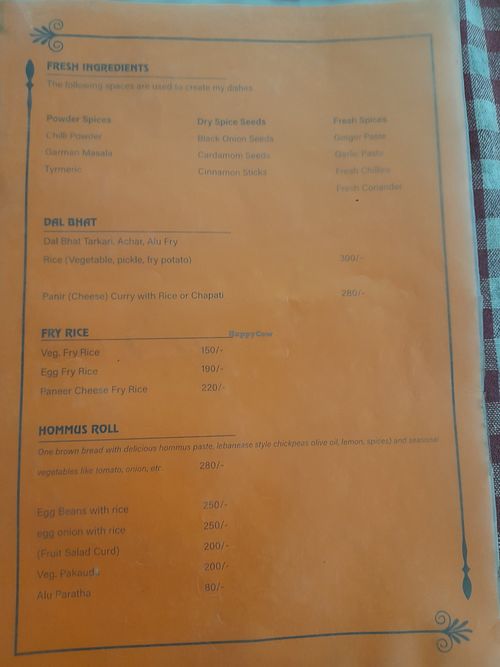 FRESH INGREDIENTS
The following spaces are used to create my dishes
Powder Spices Dry Spice Seeds Fresh Spices
Chilli Powder Black Onion Seeds Ginger Paste
Garman Masala Cardamom Seeds Garlic Paste
Tyrmeric Cinnamon Sticks Fresh Chilies
Fresh Coriander
DAL BHAT
Dal Bhat Tarkari, Achar, Alu Fry
Rice (Vegetable, pickle, fry potato) 300/-
Panir (Cheese) Curry with Rice or Chapati 280/-
FRY RICE
HappyCow
Veg. Fry Rice 150/-
Egg Fry Rice 190/-
Paneer Cheese Fry Rice 220/-
HOMMUS ROLL
One brown bread with delicious hommus paste, lebanease style chickpeas olive oil, lemon, spices) and seasonal
vegetables like tomato, onion, etc. 280/-
Egg Beans with rice 250/-
egg onion with rice 250/-
(Fruit Salad Curd) 200/-
Veg. Pakauda 200/-
Alu Paratha 80/-